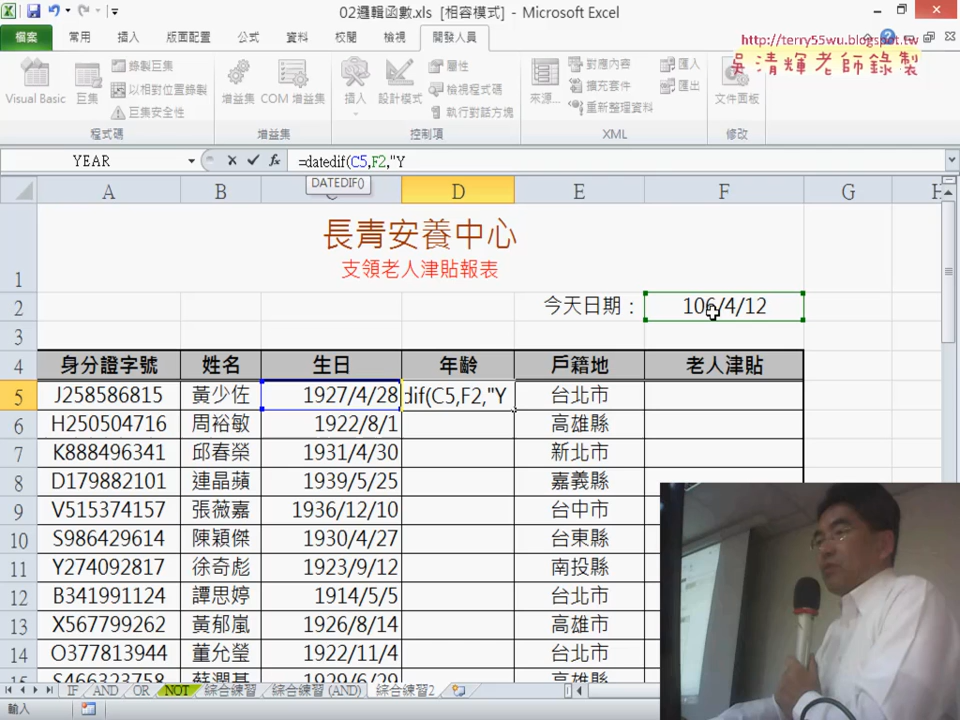 02邏輯函數.xls [相容模式] - Microsoft Excel
http://terry55wu.blogspot.tw
吳清輝老師錄製
檔案 常用 插入 版面配置 公式 資料 校閱 檢視 開發人員
Visual Basic 巨集 錄製巨集 以相對位置錄製 巨集安全性
增益集 COM 增益集 插入 設計模式 屬性 檢視程式碼 執行對話方塊
來源... 對應內容 擴充套件 重新整理資料 匯入 匯出 文件面板
程式碼 增益集 控制項 XML 修改
YEAR =datedif(C5,F2,"Y
DATEDIF()
A B C D E F G H
1 長青安養中心
支領老人津貼報表
2 今天日期： 106/4/12
3
4 身分證字號 姓名 生日 年齡 戶籍地 老人津貼
5 J258586815 黃少佐 1927/4/28 dif(C5,F2,"Y 台北市
6 H250504716 周裕敏 1922/8/1 高雄縣
7 K888496341 邱春榮 1931/4/30 新北市
8 D179882101 連晶蘋 1939/5/25 嘉義縣
9 V515374157 張薇嘉 1936/12/10 台中市
10 S986429614 陳穎傑 1930/4/27 台東縣
11 Y274092817 徐奇彪 1923/9/12 南投縣
12 B341991124 譚思婷 1914/5/5 台北市
13 X567799262 黃郁嵐 1926/8/14 高雄市
14 O377813944 董允瑩 1922/11/4 台北市
IF AND OR NOT 綜合練習 綜合練習 (AND) 綜合練習2
輸入